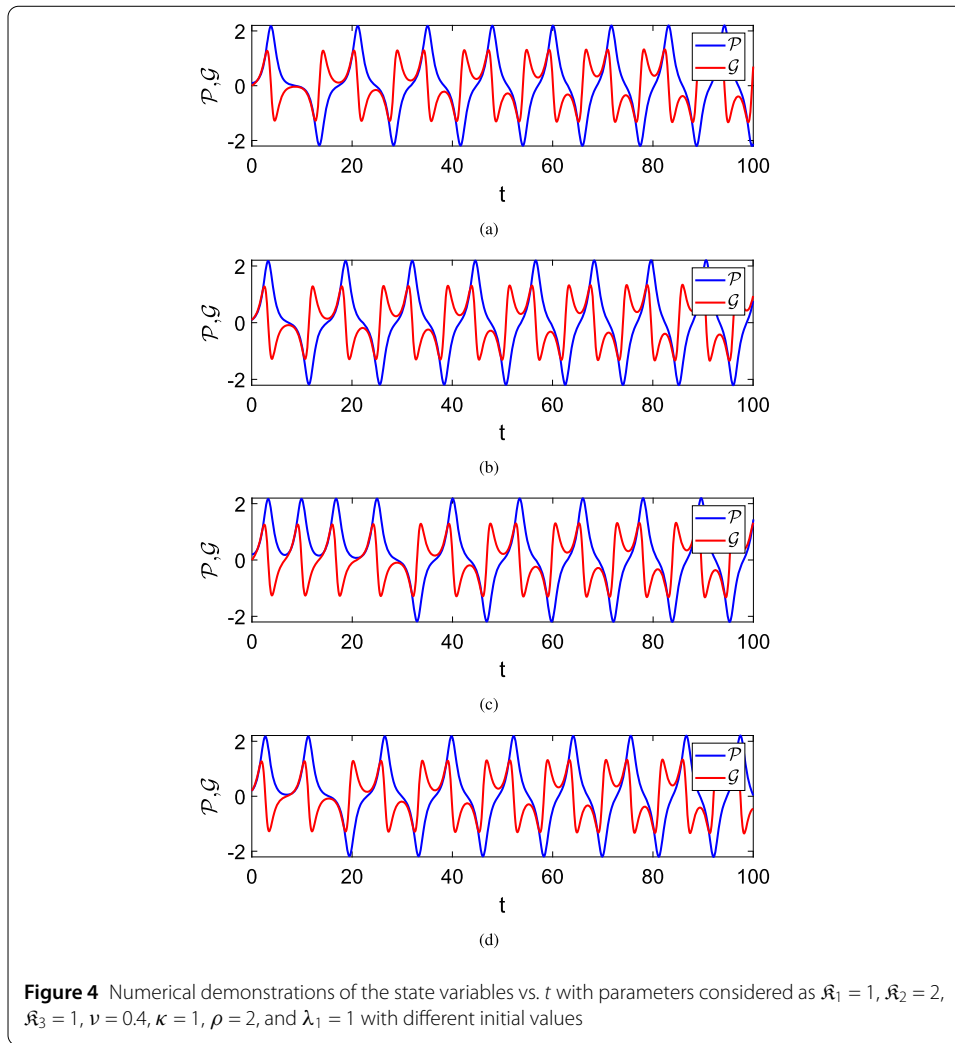 2
0
-2
𝒫,𝒢
𝒫
𝒢
0 20 40 60 80 100
t
(a)
2
0
-2
𝒫,𝒢
𝒫
𝒢
0 20 40 60 80 100
t
(b)
2
0
-2
𝒫,𝒢
𝒫
𝒢
0 20 40 60 80 100
t
(c)
2
0
-2
𝒫,𝒢
𝒫
𝒢
0 20 40 60 80 100
t
(d)
Figure 4 Numerical demonstrations of the state variables vs. t with parameters considered as 𝕶₁ = 1, 𝕶₂ = 2,
𝕶₃ = 1, ν = 0.4, κ = 1, ρ = 2, and λ₁ = 1 with different initial values